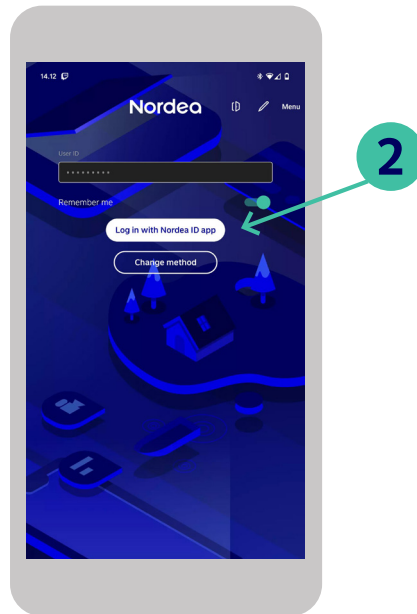 14.12
Nordea
Menu
User ID
•••••••••
Remember me
Log in with Nordea ID app
Change method
2